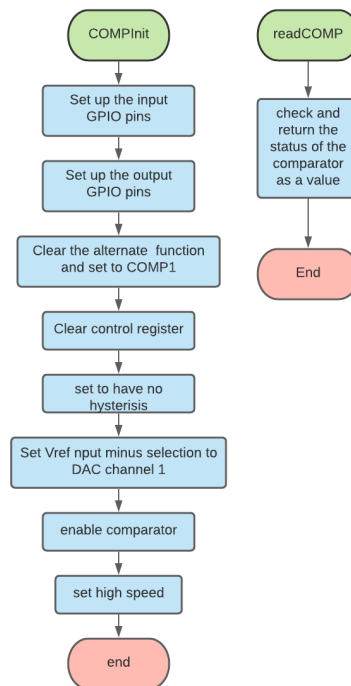 COMPInit
Set up the input
GPIO pins
Set up the output
GPIO pins
Clear the alternate function
and set to COMP1
Clear control register
set to have no
hysterisis
Set Vref nput minus selection to
DAC channel 1
enable comparator
set high speed
end
readCOMP
check and
return the
status of the
comparator
as a value
End